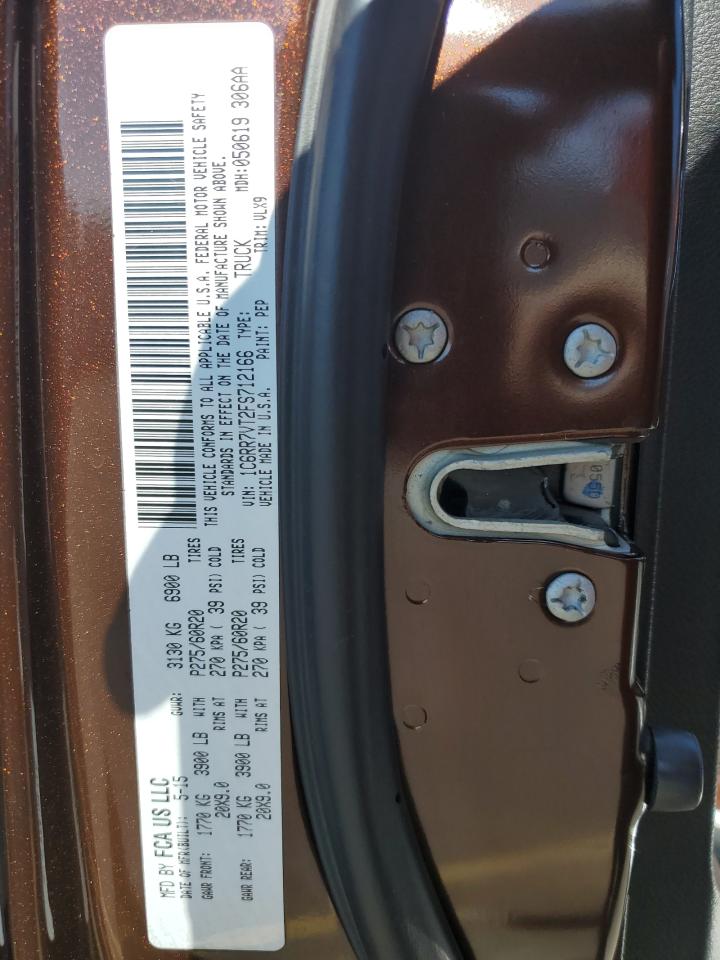 MFD BY FCA US LLC
DATE OF MFR(BUILT): 5-15 GVWR: 3130 KG 6900 LB
GAWR FRONT: 1770 KG 3900 LB WITH P275/60R20 TIRES
20X9.0 RIMS AT 270 KPA ( 39 PSI) COLD
GAWR REAR: 1770 KG 3900 LB WITH P275/60R20 TIRES
20X9.0 RIMS AT 270 KPA ( 39 PSI) COLD
THIS VEHICLE CONFORMS TO ALL APPLICABLE U.S.A. FEDERAL MOTOR VEHICLE SAFETY
STANDARDS IN EFFECT ON THE DATE OF MANUFACTURE SHOWN ABOVE.
VIN: 1C6RR7VT2FS712166 TYPE: TRUCK MDH:050619 306AA
VEHICLE MADE IN U.S.A. PAINT: PEP TRIM:VLX9